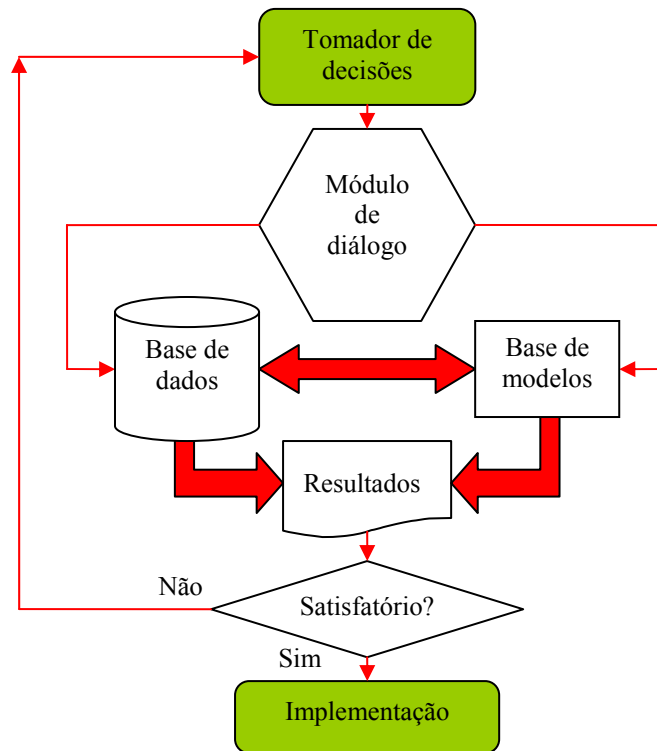 Tomador de
decisões
Módulo
de
diálogo
Base de
dados
Base de
modelos
Resultados
Não
Satisfatório?
Sim
Implementação